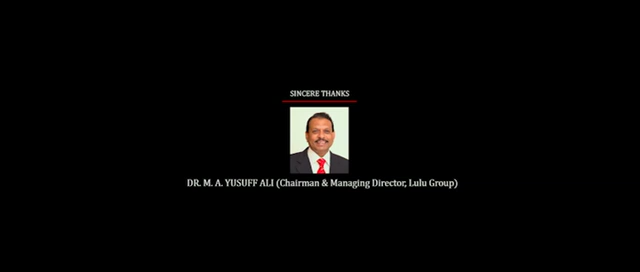 SINCERE THANKS
DR. M. A. YUSUFF ALI (Chairman & Managing Director, Lulu Group)